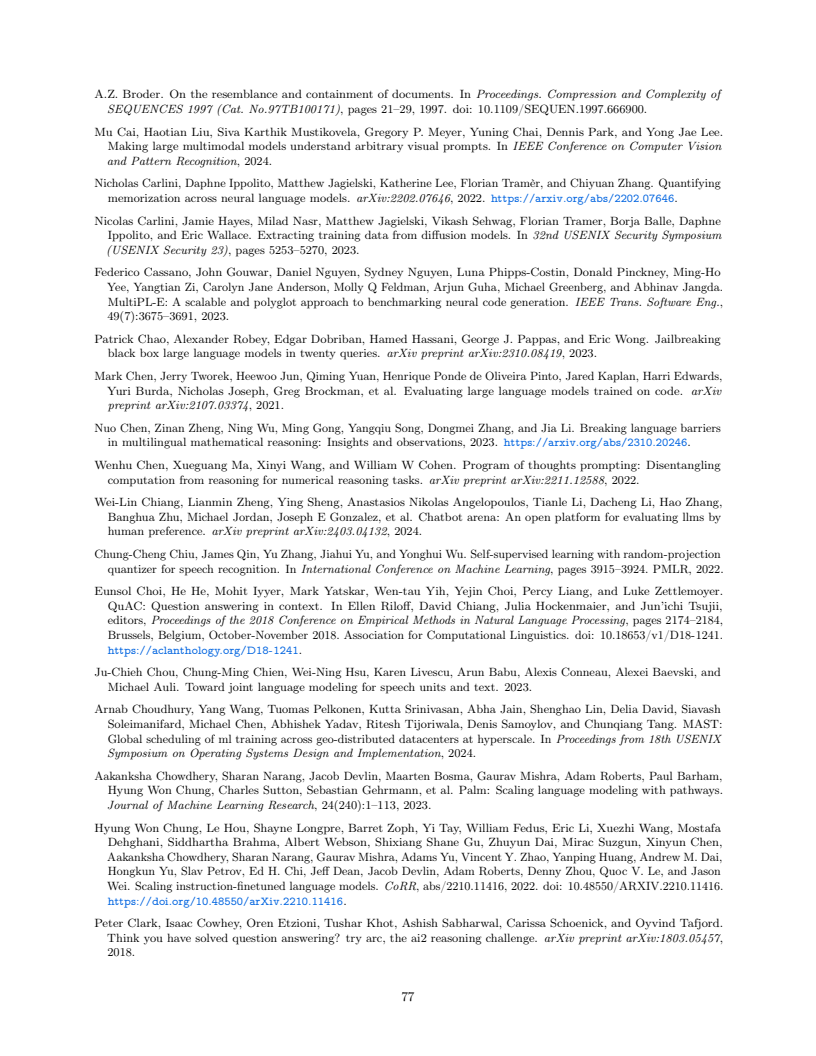 A.Z. Broder. On the resemblance and containment of documents. In Proceedings. Compression and Complexity of
SEQUENCES 1997 (Cat. No.97TB100171), pages 21–29, 1997. doi: 10.1109/SEQUEN.1997.666900.
Mu Cai, Haotian Liu, Siva Karthik Mustikovela, Gregory P. Meyer, Yuning Chai, Dennis Park, and Yong Jae Lee.
Making large multimodal models understand arbitrary visual prompts. In IEEE Conference on Computer Vision
and Pattern Recognition, 2024.
Nicholas Carlini, Daphne Ippolito, Matthew Jagielski, Katherine Lee, Florian Tramèr, and Chiyuan Zhang. Quantifying
memorization across neural language models. arXiv:2202.07646, 2022. https://arxiv.org/abs/2202.07646.
Nicolas Carlini, Jamie Hayes, Milad Nasr, Matthew Jagielski, Vikash Sehwag, Florian Tramer, Borja Balle, Daphne
Ippolito, and Eric Wallace. Extracting training data from diffusion models. In 32nd USENIX Security Symposium
(USENIX Security 23), pages 5253–5270, 2023.
Federico Cassano, John Gouwar, Daniel Nguyen, Sydney Nguyen, Luna Phipps-Costin, Donald Pinckney, Ming-Ho
Yee, Yangtian Zi, Carolyn Jane Anderson, Molly Q Feldman, Arjun Guha, Michael Greenberg, and Abhinav Jangda.
MultiPL-E: A scalable and polyglot approach to benchmarking neural code generation. IEEE Trans. Software Eng.,
49(7):3675–3691, 2023.
Patrick Chao, Alexander Robey, Edgar Dobriban, Hamed Hassani, George J. Pappas, and Eric Wong. Jailbreaking
black box large language models in twenty queries. arXiv preprint arXiv:2310.08419, 2023.
Mark Chen, Jerry Tworek, Heewoo Jun, Qiming Yuan, Henrique Ponde de Oliveira Pinto, Jared Kaplan, Harri Edwards,
Yuri Burda, Nicholas Joseph, Greg Brockman, et al. Evaluating large language models trained on code. arXiv
preprint arXiv:2107.03374, 2021.
Nuo Chen, Zinan Zheng, Ning Wu, Ming Gong, Yangqiu Song, Dongmei Zhang, and Jia Li. Breaking language barriers
in multilingual mathematical reasoning: Insights and observations, 2023. https://arxiv.org/abs/2310.20246.
Wenhu Chen, Xueguang Ma, Xinyi Wang, and William W Cohen. Program of thoughts prompting: Disentangling
computation from reasoning for numerical reasoning tasks. arXiv preprint arXiv:2211.12588, 2022.
Wei-Lin Chiang, Lianmin Zheng, Ying Sheng, Anastasios Nikolas Angelopoulos, Tianle Li, Dacheng Li, Hao Zhang,
Banghua Zhu, Michael Jordan, Joseph E Gonzalez, et al. Chatbot arena: An open platform for evaluating llms by
human preference. arXiv preprint arXiv:2403.04132, 2024.
Chung-Cheng Chiu, James Qin, Yu Zhang, Jiahui Yu, and Yonghui Wu. Self-supervised learning with random-projection
quantizer for speech recognition. In International Conference on Machine Learning, pages 3915–3924. PMLR, 2022.
Eunsol Choi, He He, Mohit Iyyer, Mark Yatskar, Wen-tau Yih, Yejin Choi, Percy Liang, and Luke Zettlemoyer.
QuAC: Question answering in context. In Ellen Riloff, David Chiang, Julia Hockenmaier, and Jun'ichi Tsujii,
editors, Proceedings of the 2018 Conference on Empirical Methods in Natural Language Processing, pages 2174–2184,
Brussels, Belgium, October-November 2018. Association for Computational Linguistics. doi: 10.18653/v1/D18-1241.
https://aclanthology.org/D18-1241.
Ju-Chieh Chou, Chung-Ming Chien, Wei-Ning Hsu, Karen Livescu, Arun Babu, Alexis Conneau, Alexei Baevski, and
Michael Auli. Toward joint language modeling for speech units and text. 2023.
Arnab Choudhury, Yang Wang, Tuomas Pelkonen, Kutta Srinivasan, Abha Jain, Shenghao Lin, Delia David, Siavash
Soleimanifard, Michael Chen, Abhishek Yadav, Ritesh Tijoriwala, Denis Samoylov, and Chunqiang Tang. MAST:
Global scheduling of ml training across geo-distributed datacenters at hyperscale. In Proceedings from 18th USENIX
Symposium on Operating Systems Design and Implementation, 2024.
Aakanksha Chowdhery, Sharan Narang, Jacob Devlin, Maarten Bosma, Gaurav Mishra, Adam Roberts, Paul Barham,
Hyung Won Chung, Charles Sutton, Sebastian Gehrmann, et al. Palm: Scaling language modeling with pathways.
Journal of Machine Learning Research, 24(240):1–113, 2023.
Hyung Won Chung, Le Hou, Shayne Longpre, Barret Zoph, Yi Tay, William Fedus, Eric Li, Xuezhi Wang, Mostafa
Dehghani, Siddhartha Brahma, Albert Webson, Shixiang Shane Gu, Zhuyun Dai, Mirac Suzgun, Xinyun Chen,
Aakanksha Chowdhery, Sharan Narang, Gaurav Mishra, Adams Yu, Vincent Y. Zhao, Yanping Huang, Andrew M. Dai,
Hongkun Yu, Slav Petrov, Ed H. Chi, Jeff Dean, Jacob Devlin, Adam Roberts, Denny Zhou, Quoc V. Le, and Jason
Wei. Scaling instruction-finetuned language models. CoRR, abs/2210.11416, 2022. doi: 10.48550/ARXIV.2210.11416.
https://doi.org/10.48550/arXiv.2210.11416.
Peter Clark, Isaac Cowhey, Oren Etzioni, Tushar Khot, Ashish Sabharwal, Carissa Schoenick, and Oyvind Tafjord.
Think you have solved question answering? try arc, the ai2 reasoning challenge. arXiv preprint arXiv:1803.05457,
2018.
77